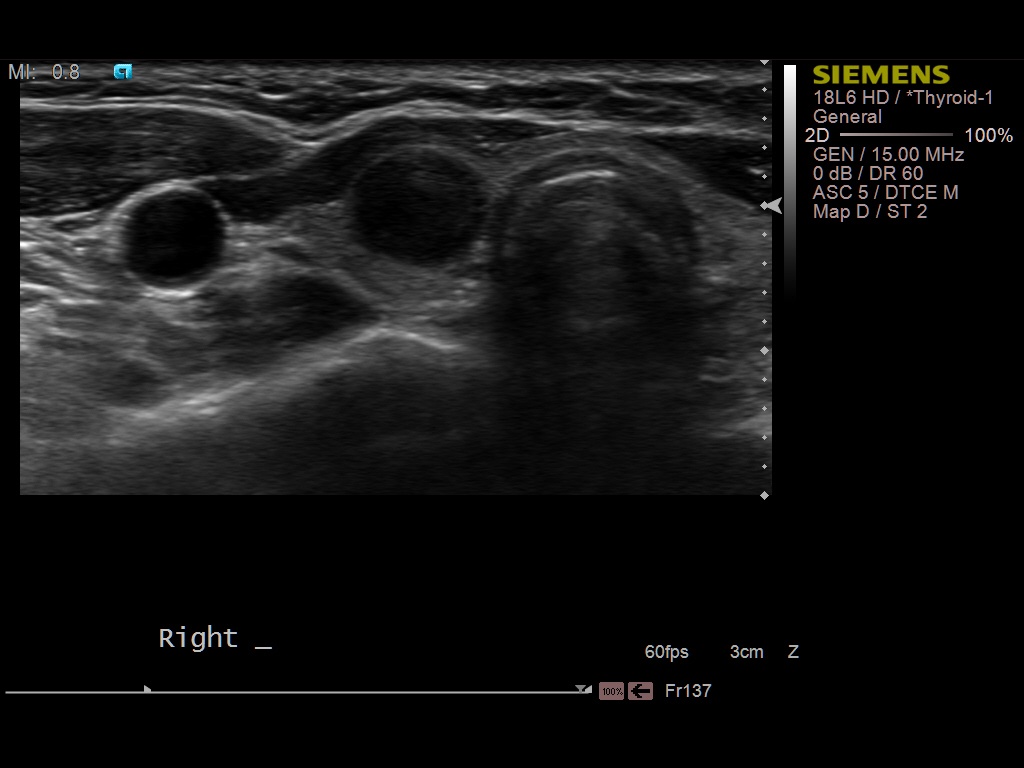 MI: 0.8
SIEMENS
18L6 HD / *Thyroid-1
General
2D 100%
GEN / 15.00 MHz
0 dB / DR 60
ASC 5 / DTCE M
Map D / ST 2
Right _
60fps 3cm Z
100% Fr137